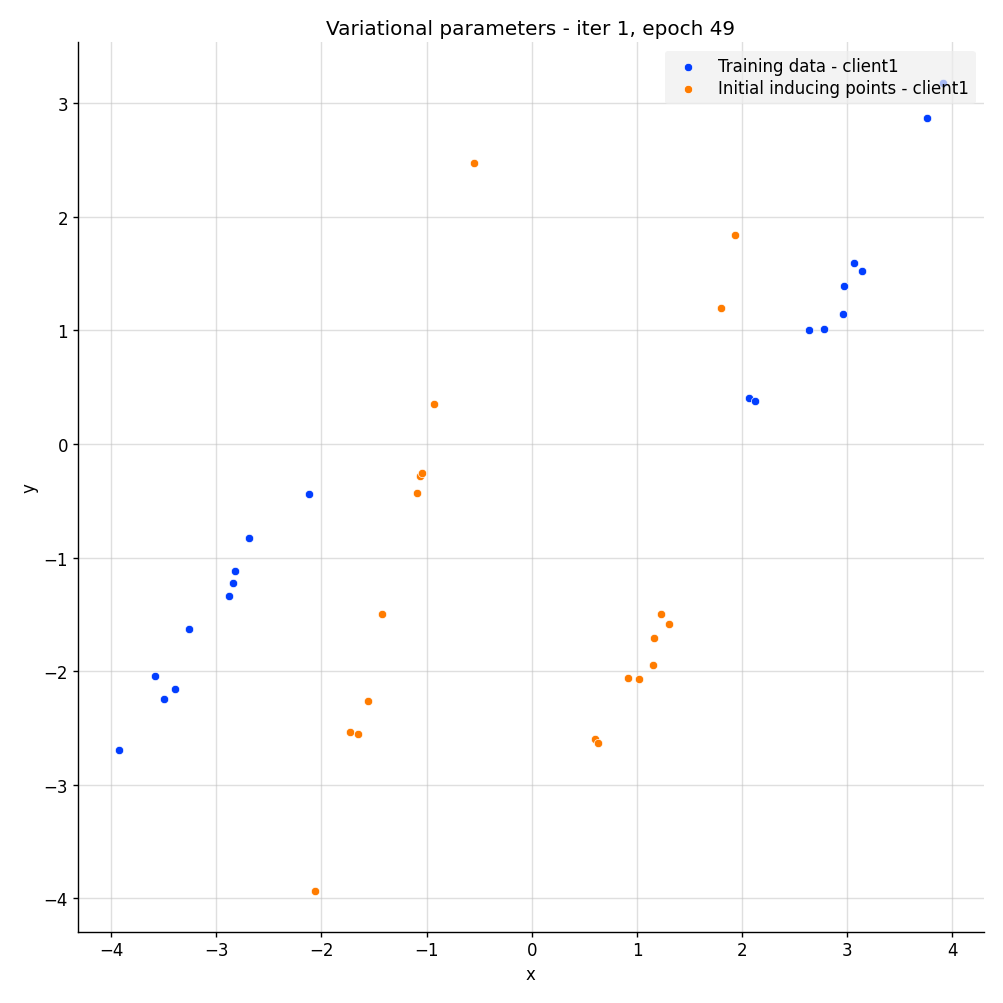 Variational parameters - iter 1, epoch 49
Training data - client1
Initial inducing points - client1
3
2
1
0
−1
−2
−3
−4
y
−4 −3 −2 −1 0 1 2 3 4
x